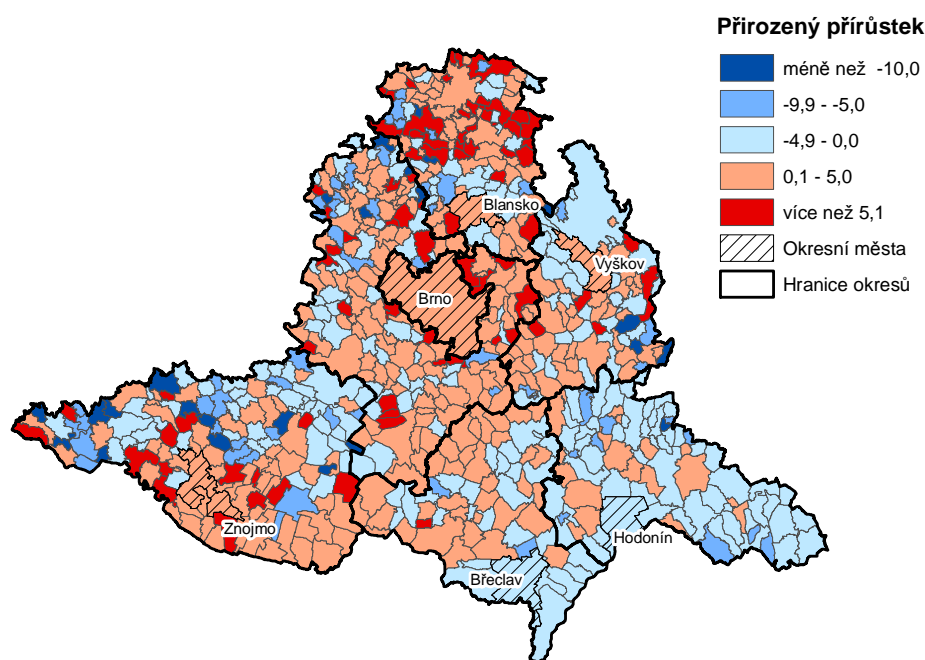 Přirozený přírůstek
méně než -10,0
-9,9 - -5,0
-4,9 - 0,0
0,1 - 5,0
více než 5,1
Okresní města
Hranice okresů
Blansko
Vyškov
Brno
Znojmo
Hodonín
Břeclav